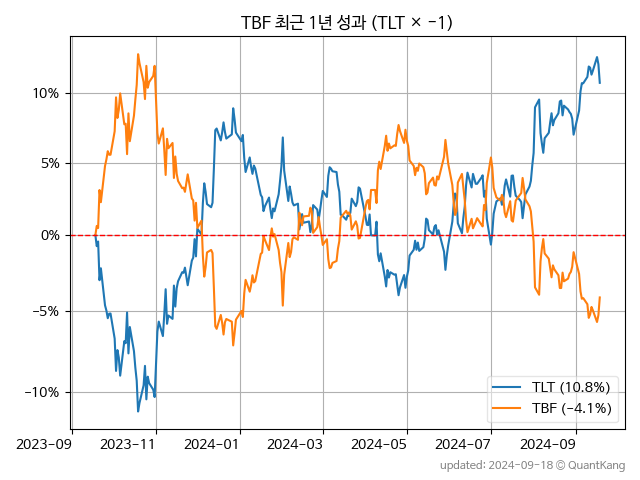 TBF 최근 1년 성과 (TLT × −1)
10%
5%
0%
−5%
−10%
TLT (10.8%)
TBF (−4.1%)
2023-09 2023-11 2024-01 2024-03 2024-05 2024-07 2024-09
updated: 2024-09-18 © QuantKang